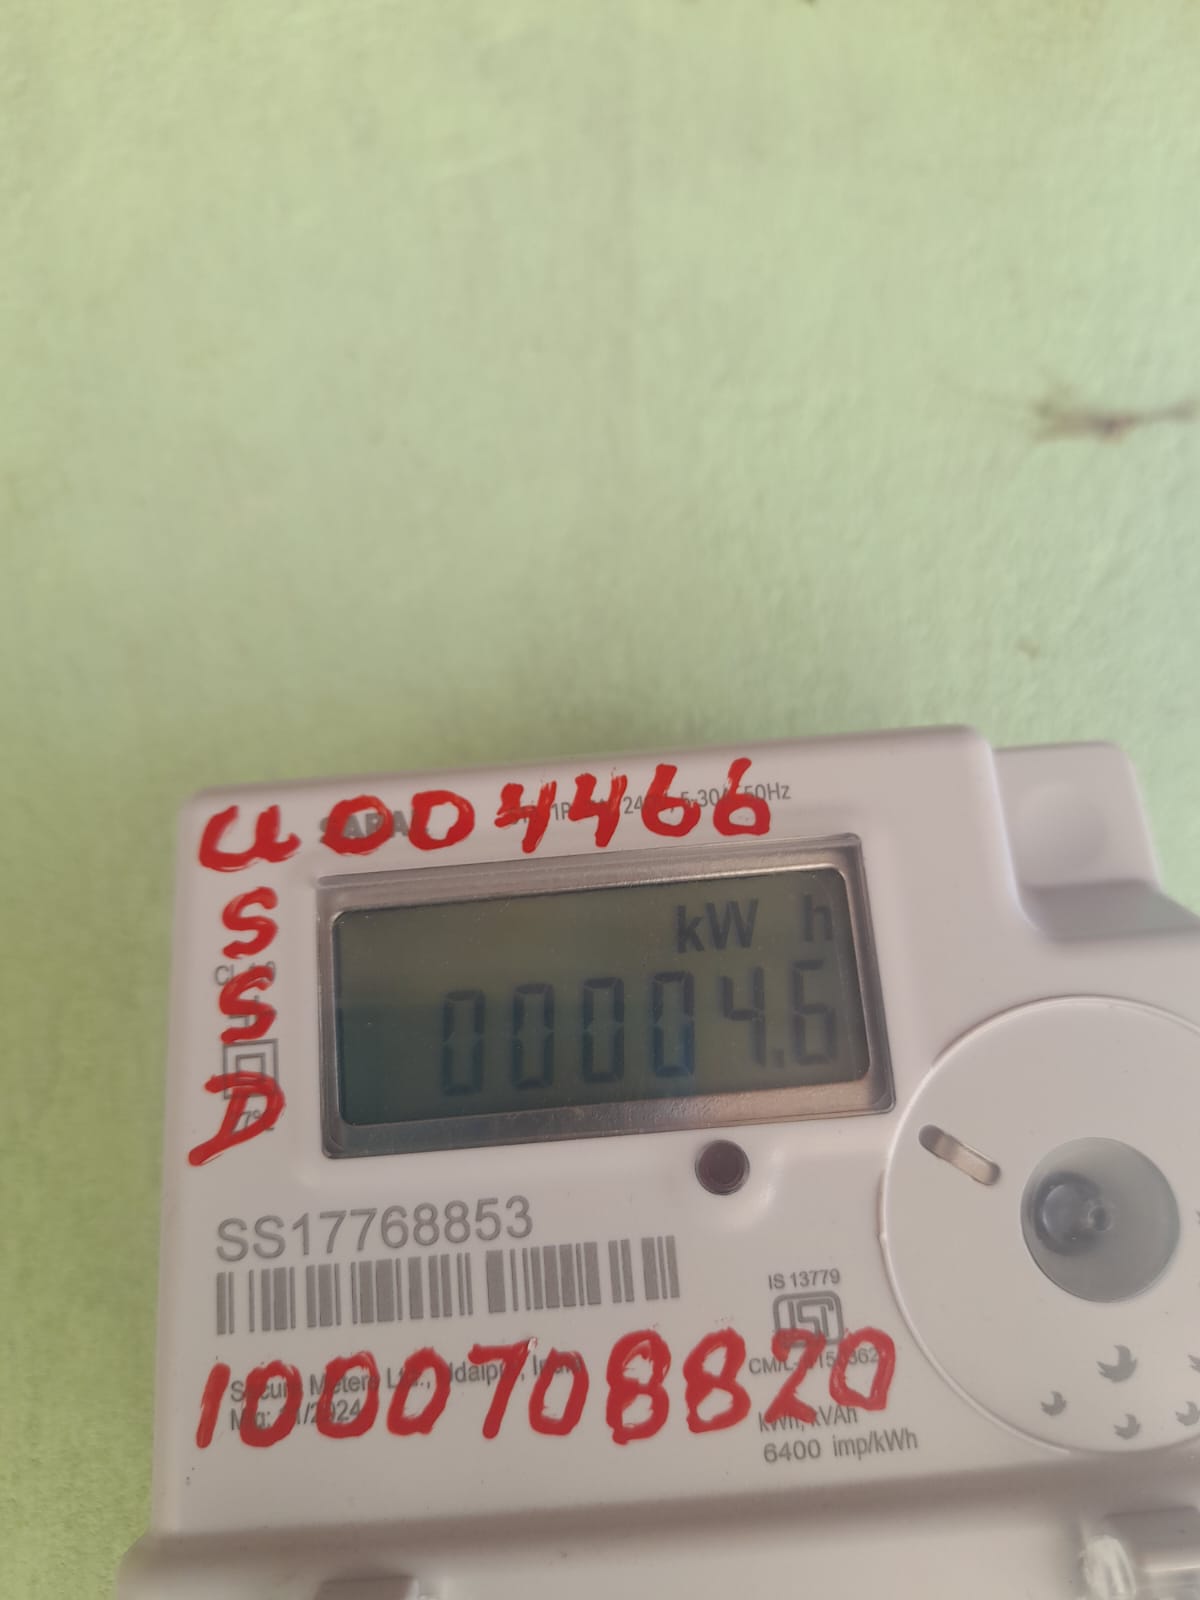 U004466
S
S
D
kW h
00004.6
SS17768853
IS 13779
1000708820
kWh, kVAh
6400 imp/kWh